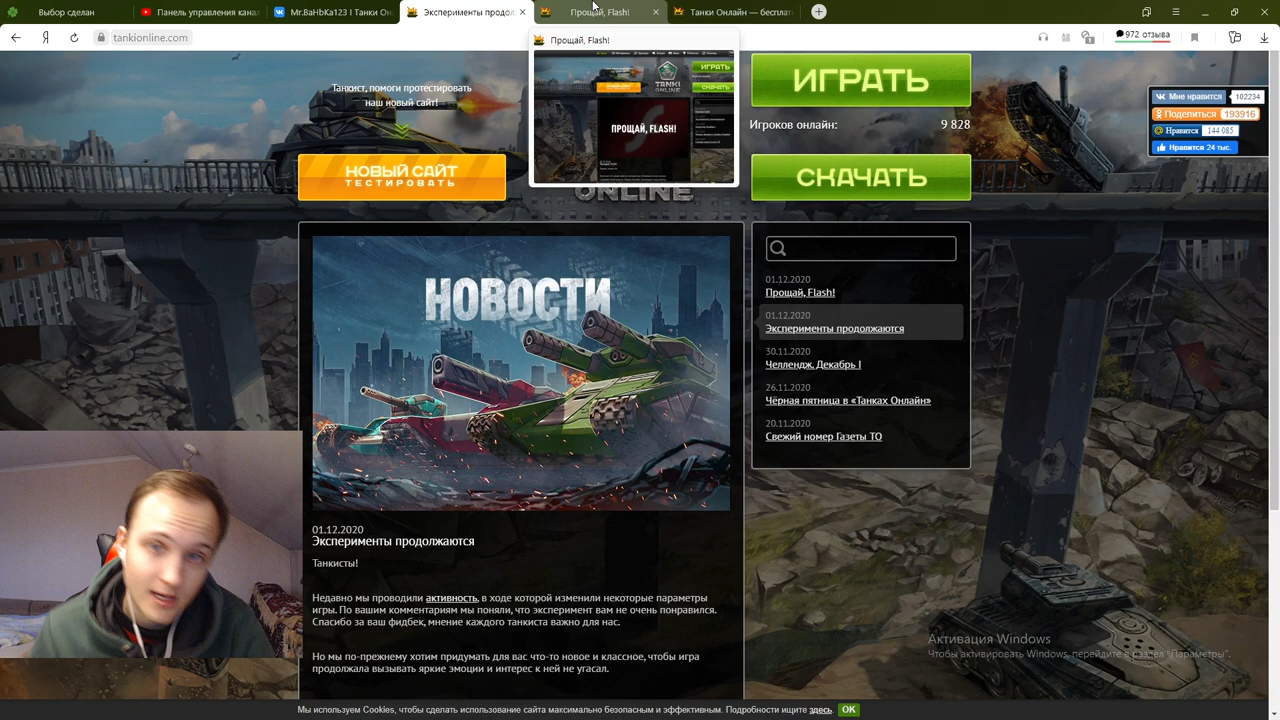 Выбор сделан
Панель управления канал
Mr.BaHbKa123 I Танки Он
Эксперименты продол
Прощай, Flash!
Танки Онлайн — бесплат
tankionline.com
972 отзыва
Прощай, Flash!
ИГРАТЬ
СКАЧАТЬ
TANKI
ONLINE
ПРОЩАЙ, FLASH!
Танкист, помоги протестировать
наш новый сайт!
НОВЫЙ САЙТ
ТЕСТИРОВАТЬ
ONLINE
ИГРАТЬ
Игроков онлайн: 9 828
СКАЧАТЬ
Мне нравится 102234
Поделиться 193916
Нравится 144 085
Нравится 24 тыс.
НОВОСТИ
01.12.2020
Прощай, Flash!
01.12.2020
Эксперименты продолжаются
30.11.2020
Челлендж. Декабрь I
26.11.2020
Чёрная пятница в «Танках Онлайн»
20.11.2020
Свежий номер Газеты ТО
01.12.2020
Эксперименты продолжаются
Танкисты!
Недавно мы проводили активность, в ходе которой изменили некоторые параметры
игры. По вашим комментариям мы поняли, что эксперимент вам не очень понравился.
Спасибо за ваш фидбек, мнение каждого танкиста важно для нас.
Но мы по-прежнему хотим придумать для вас что-то новое и классное, чтобы игра
продолжала вызывать яркие эмоции и интерес к ней не угасал.
Активация Windows
Чтобы активировать Windows, перейдите в раздел "Параметры".
Мы используем Cookies, чтобы сделать использование сайта максимально безопасным и эффективным. Подробности ищите здесь. OK